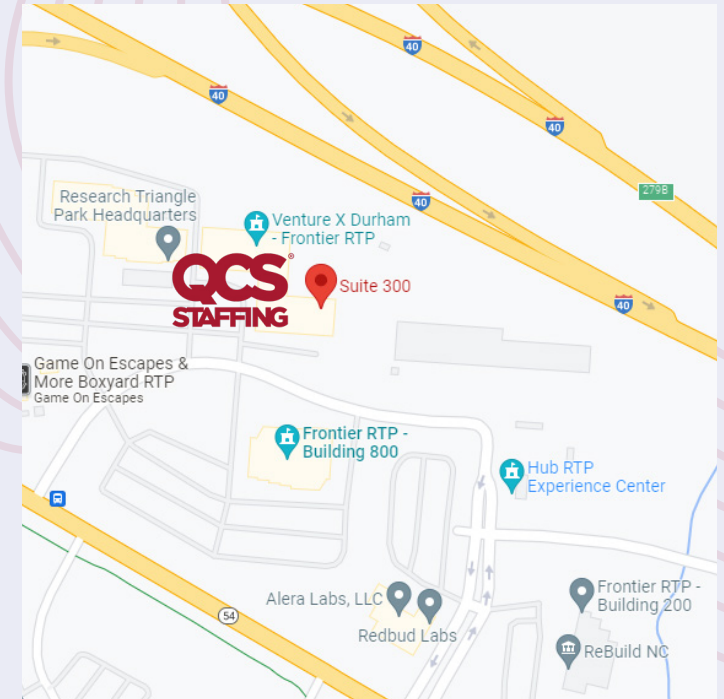 40
40
40
279B
Research Triangle
Park Headquarters
40
Venture X Durham
- Frontier RTP
QCS®
STAFFING
Suite 300
40
Game On Escapes &
More Boxyard RTP
Game On Escapes
Frontier RTP -
Building 800
Hub RTP
Experience Center
Alera Labs, LLC
Frontier RTP -
Building 200
54
Redbud Labs
ReBuild NC